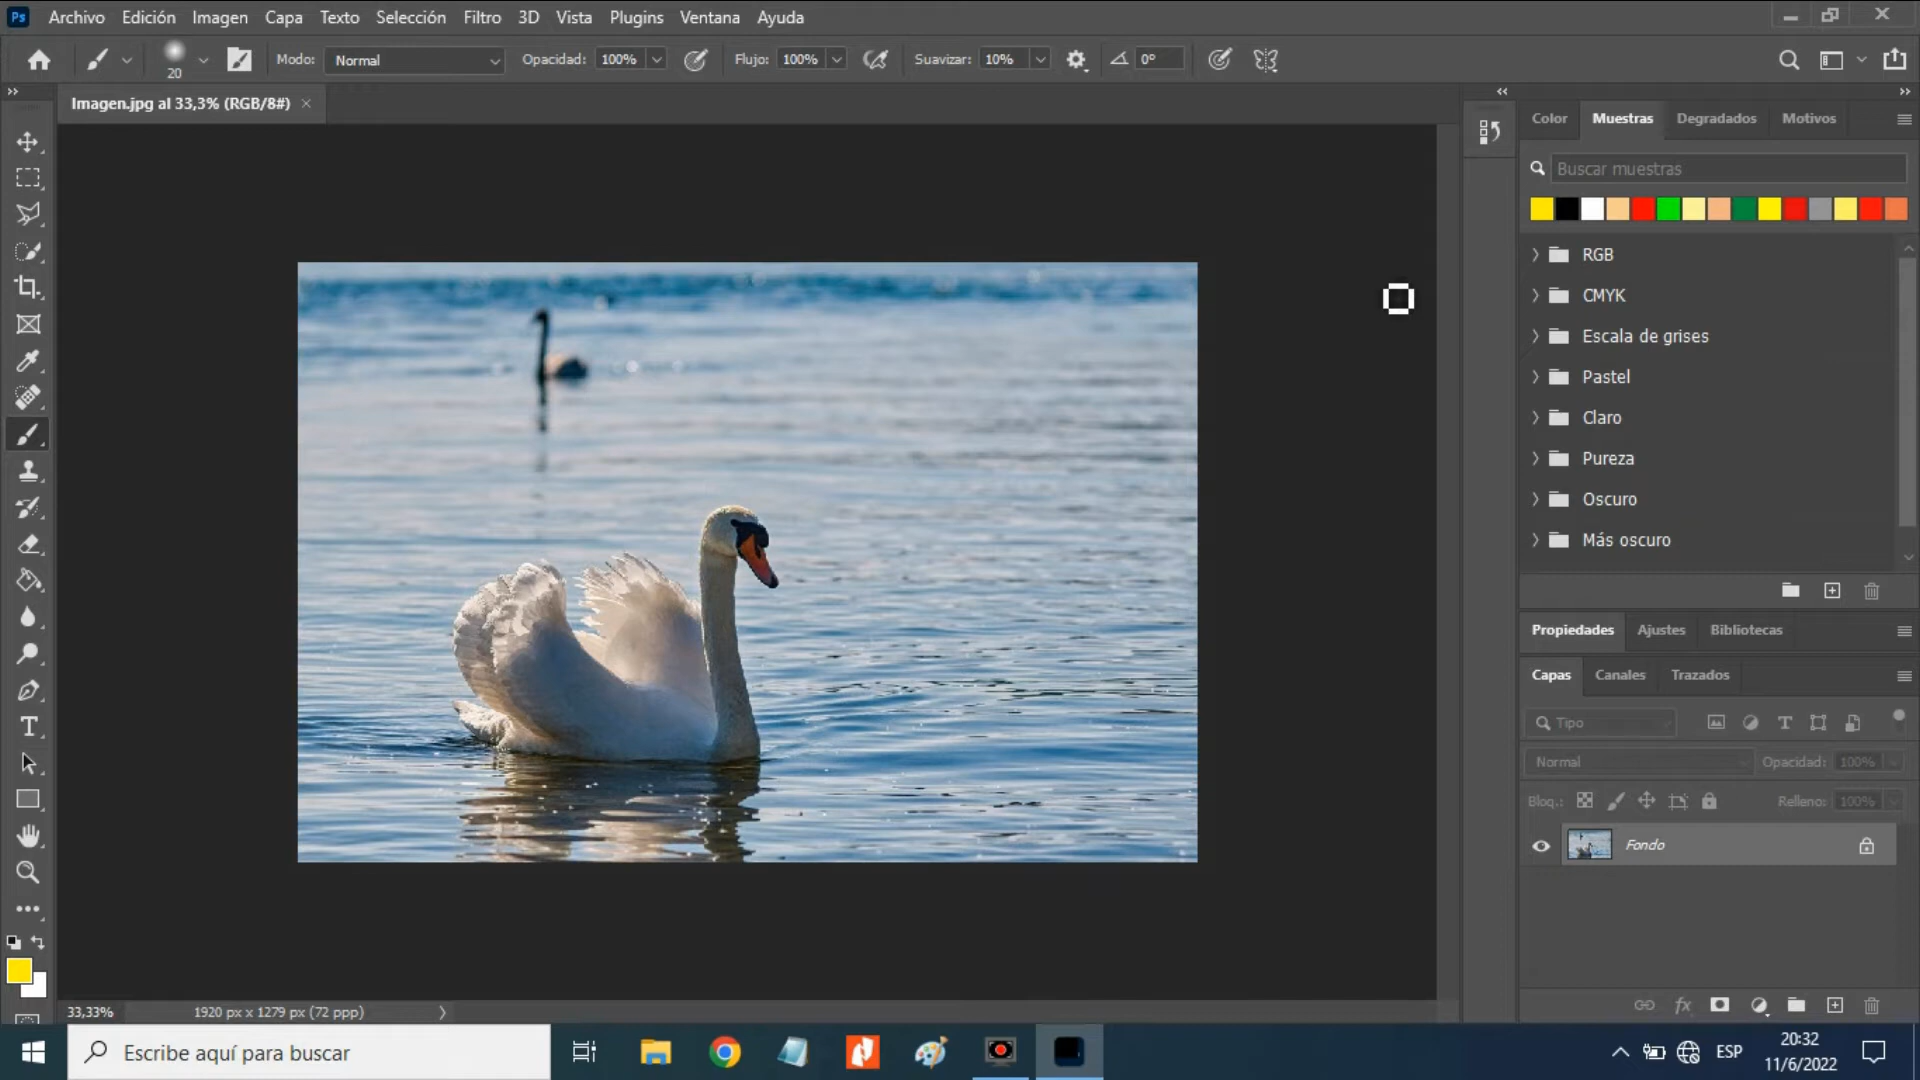 Ps Archivo Edición Imagen Capa Texto Selección Filtro 3D Vista Plugins Ventana Ayuda
20 Modo: Normal Opacidad: 100% Flujo: 100% Suavizar: 10% 0°
Imagen.jpg al 33,3% (RGB/8#)
Color Muestras Degradados Motivos
Buscar muestras
RGB
CMYK
Escala de grises
Pastel
Claro
Pureza
Oscuro
Más oscuro
Propiedades Ajustes Bibliotecas
Capas Canales Trazados
Tipo
Normal Opacidad: 100%
Bloq.: Relleno: 100%
Fondo
fx
33,33% 1920 px x 1279 px (72 ppp)
Escribe aquí para buscar
ESP
20:32
11/6/2022